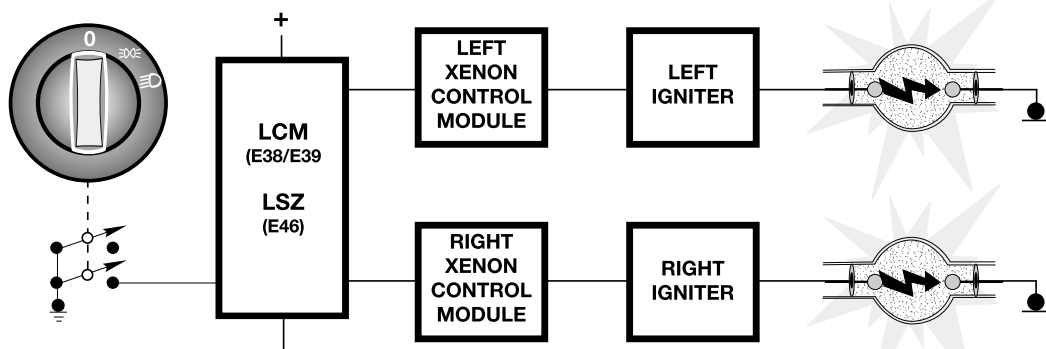 0
+
LCM
(E38/E39
LSZ
(E46)
LEFT
XENON
CONTROL
MODULE
LEFT
IGNITER
RIGHT
XENON
CONTROL
MODULE
RIGHT
IGNITER